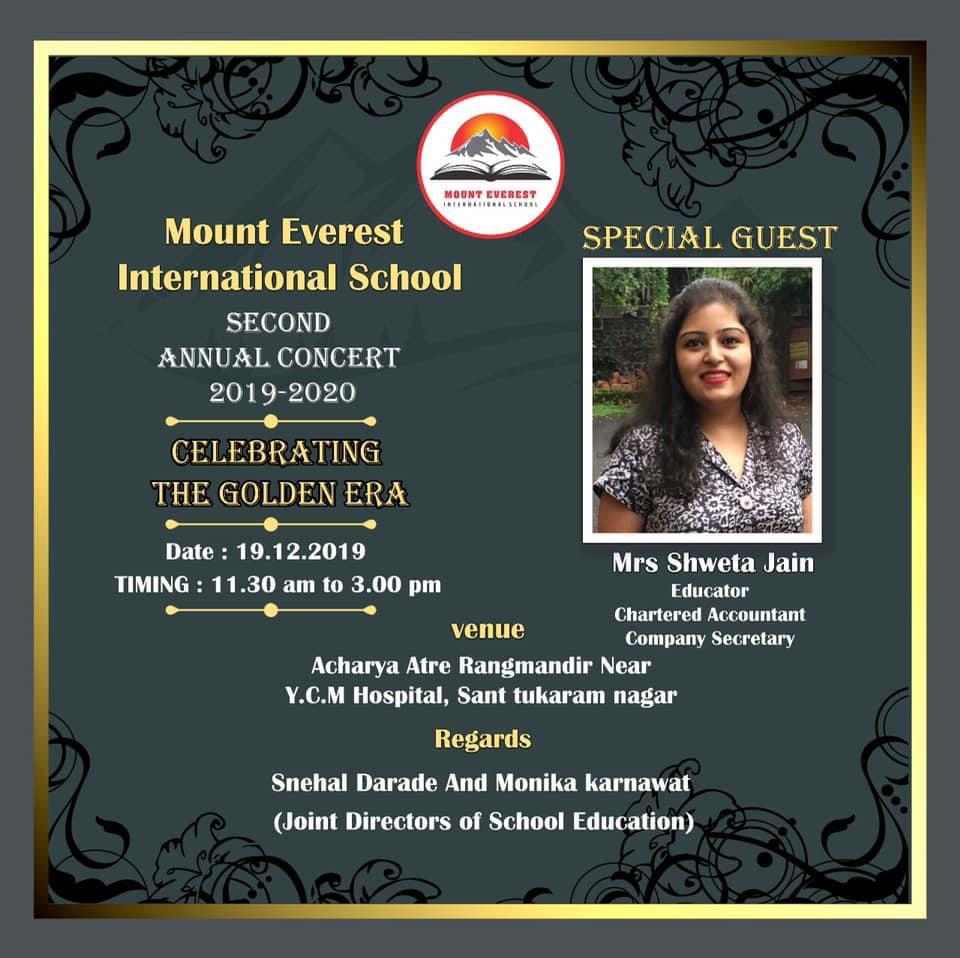 MOUNT EVEREST
INTERNATIONAL SCHOOL
Mount Everest
International School
SECOND
ANNUAL CONCERT
2019-2020
CELEBRATING
THE GOLDEN ERA
Date : 19.12.2019
TIMING : 11.30 am to 3.00 pm
SPECIAL GUEST
Mrs Shweta Jain
Educator
Chartered Accountant
Company Secretary
venue
Acharya Atre Rangmandir Near
Y.C.M Hospital, Sant tukaram nagar
Regards
Snehal Darade And Monika karnawat
(Joint Directors of School Education)